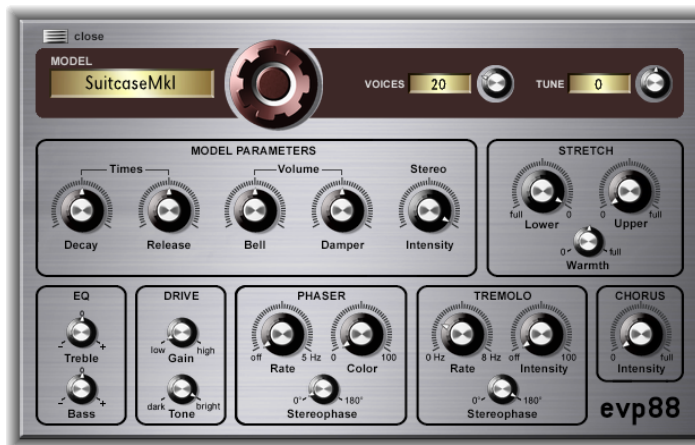 close
MODEL
SuitcaseMkI
VOICES 20 TUNE 0
MODEL PARAMETERS STRETCH
Times Volume Stereo
full 0 0 full
Lower Upper
Decay Release Bell Damper Intensity
0 full
Warmth
EQ DRIVE PHASER TREMOLO CHORUS
0
- + low high off 5 Hz 0 100 0 Hz 8 Hz off 100 0 full
Treble Gain Rate Color Rate Intensity Intensity
0
- + dark bright 0° 180° 0° 180°
Bass Tone Stereophase Stereophase
evp88